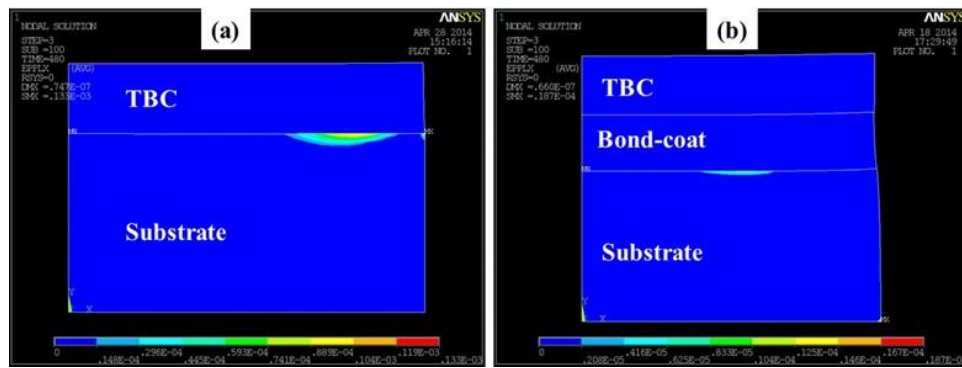 1
NODAL SOLUTION
STEP=3
SUB =100
TIME=480
EPPLX (AVG)
RSYS=0
DMX =.747E-07
SMX =.133E-03
(a)
ANSYS
APR 28 2014
15:16:14
PLOT NO. 1
TBC
MN
MX
Substrate
Y
X
0 .296E-04 .593E-04 .889E-04 .119E-03
.148E-04 .445E-04 .741E-04 .104E-03 .133E-03
1
NODAL SOLUTION
STEP=3
SUB =100
TIME=480
EPPLX (AVG)
RSYS=0
DMX =.660E-07
SMX =.187E-04
(b)
ANSYS
APR 18 2014
17:29:49
PLOT NO. 1
TBC
Bond-coat
MN
Substrate
Y
X
MX
0 .416E-05 .833E-05 .125E-04 .167E-04
.208E-05 .625E-05 .104E-04 .146E-04 .187E-04